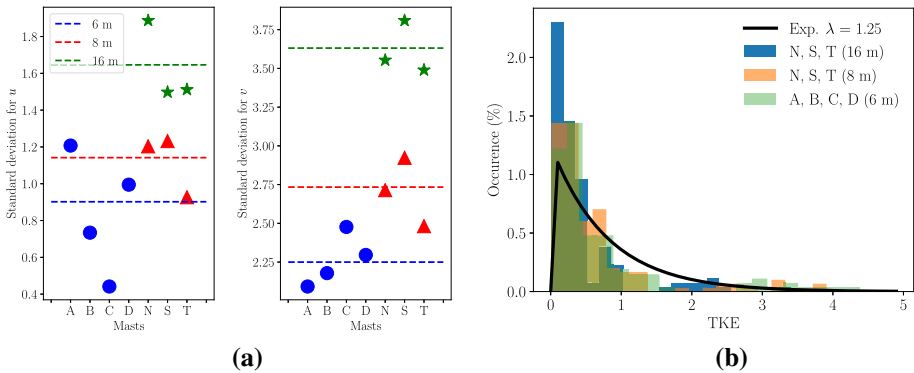 Standard deviation for u
1.8
1.6
1.4
1.2
1.0
0.8
0.6
0.4
6 m
8 m
16 m
A B C D N S T
Masts
Standard deviation for v
3.75
3.50
3.25
3.00
2.75
2.50
2.25
A B C D N S T
Masts
(a)
Occurence (%)
2.0
1.5
1.0
0.5
0.0
Exp. λ = 1.25
N, S, T (16 m)
N, S, T (8 m)
A, B, C, D (6 m)
0 1 2 3 4 5
TKE
(b)